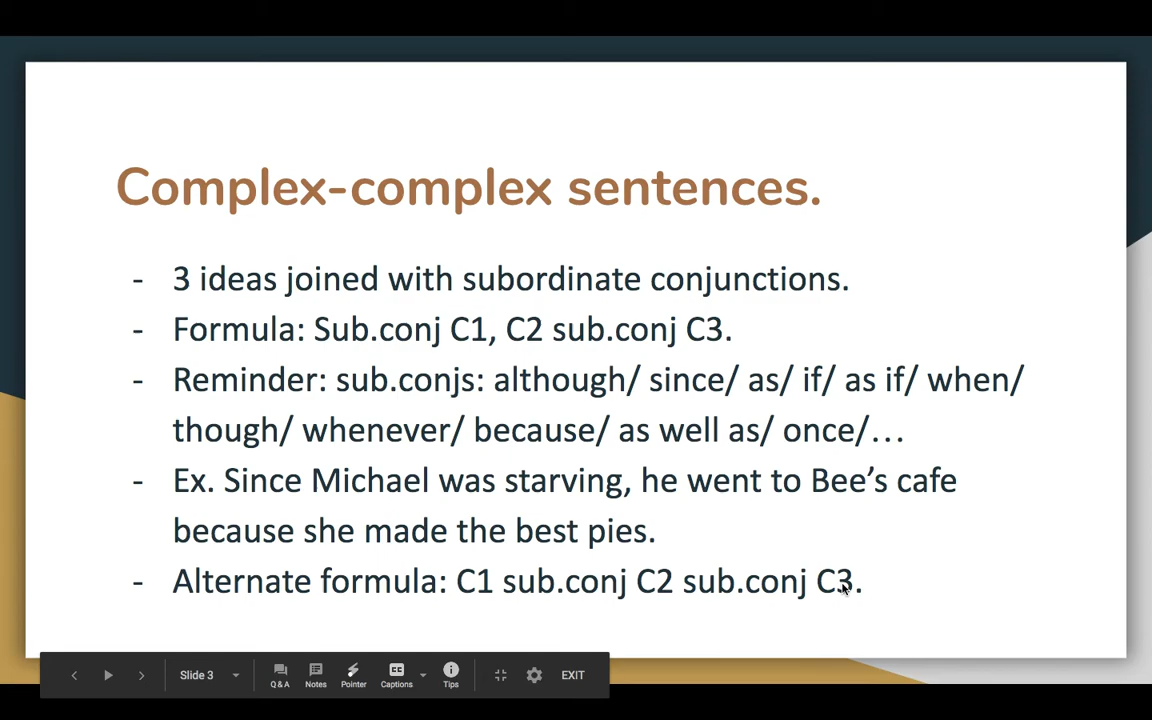 Complex-complex sentences.
- 3 ideas joined with subordinate conjunctions.
- Formula: Sub.conj C1, C2 sub.conj C3.
- Reminder: sub.conjs: although/ since/ as/ if/ as if/ when/
though/ whenever/ because/ as well as/ once/…
- Ex. Since Michael was starving, he went to Bee’s cafe
because she made the best pies.
- Alternate formula: C1 sub.conj C2 sub.conj C3.
Slide 3 Q & A Notes Pointer CC Captions Tips EXIT